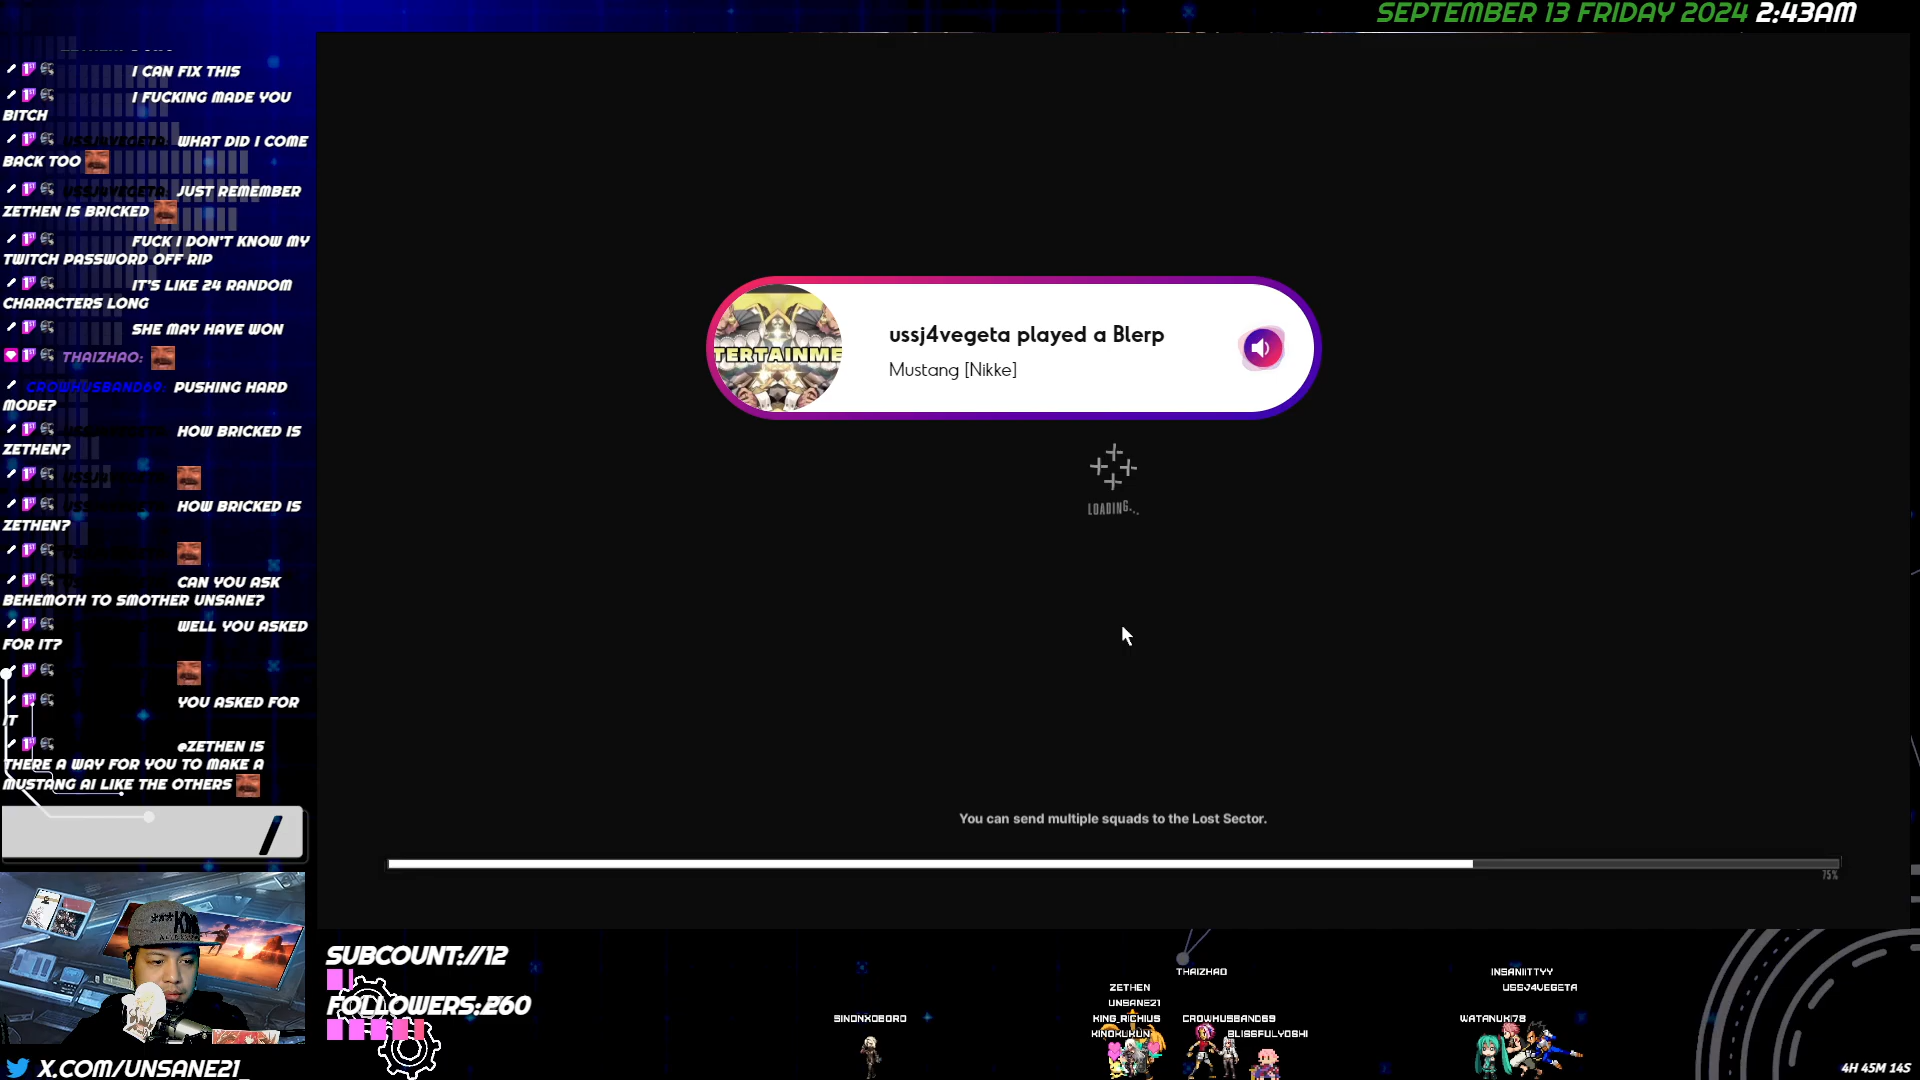 SEPTEMBER 13 FRIDAY 2024 2:43AM
I CAN FIX THIS
I FUCKING MADE YOU
BITCH
USSJ4VEGETA: WHAT DID I COME
BACK TOO
USSJ4VEGETA: JUST REMEMBER
ZETHEN IS BRICKED
FUCK I DON'T KNOW MY
TWITCH PASSWORD OFF RIP
IT'S LIKE 24 RANDOM
CHARACTERS LONG
SHE MAY HAVE WON
THAIZHAO:
CROWHUSBAND69: PUSHING HARD
MODE?
HOW BRICKED IS
ZETHEN?
HOW BRICKED IS
ZETHEN?
CAN YOU ASK
BEHEMOTH TO SMOTHER UNSANE?
WELL YOU ASKED
FOR IT?
YOU ASKED FOR
IT
@ZETHEN IS
THERE A WAY FOR YOU TO MAKE A
MUSTANG AI LIKE THE OTHERS
TERTAINME
ussj4vegeta played a Blerp
Mustang [Nikke]
LOADING...
You can send multiple squads to the Lost Sector.
75%
SUBCOUNT://12
FOLLOWERS:260
X.COM/UNSANE21_
SINONXOBORO
THAIZHAO
ZETHEN
UNSANE21
KING_RICHIUS
CROWHUSBAND69
BLISSFULYOSHI
INSANIITTYY
USSJ4VEGETA
WATANUKI78
4H 45M 14S